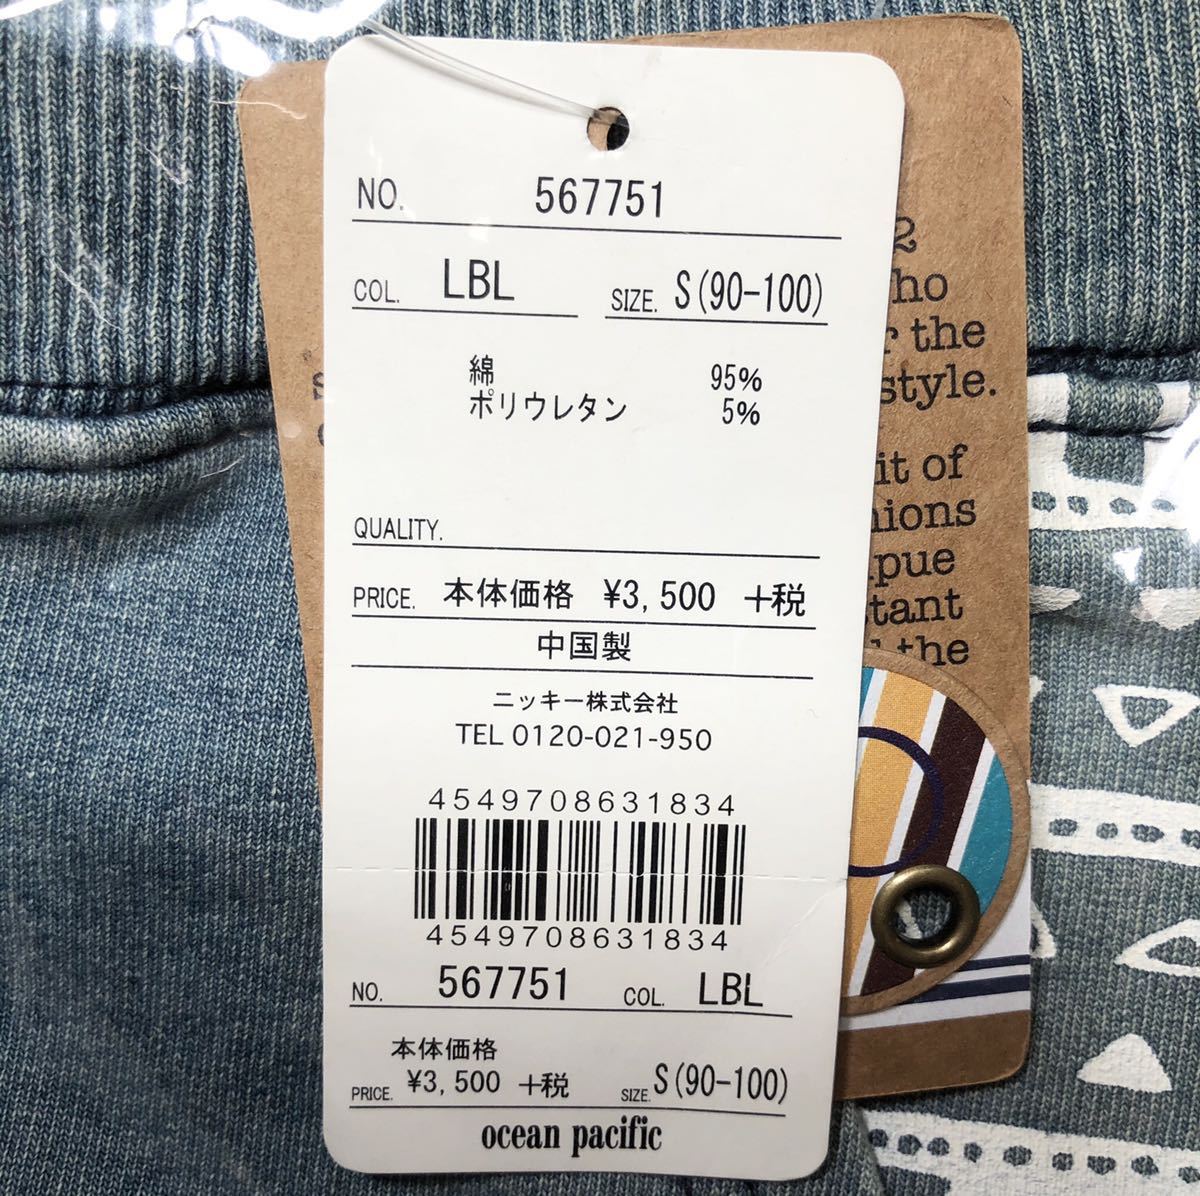 NO. 567751
COL. LBL SIZE. S(90-100)
綿 95%
ポリウレタン 5%
QUALITY.
PRICE. 本体価格 ¥3,500 +税
中国製
ニッキー株式会社
TEL 0120-021-950
4549708631834
4549708631834
NO. 567751 COL. LBL
本体価格
PRICE. ¥3,500 +税 SIZE. S(90-100)
ocean pacific
2
ho
r the
style.
it of
nions
pue
tant
the